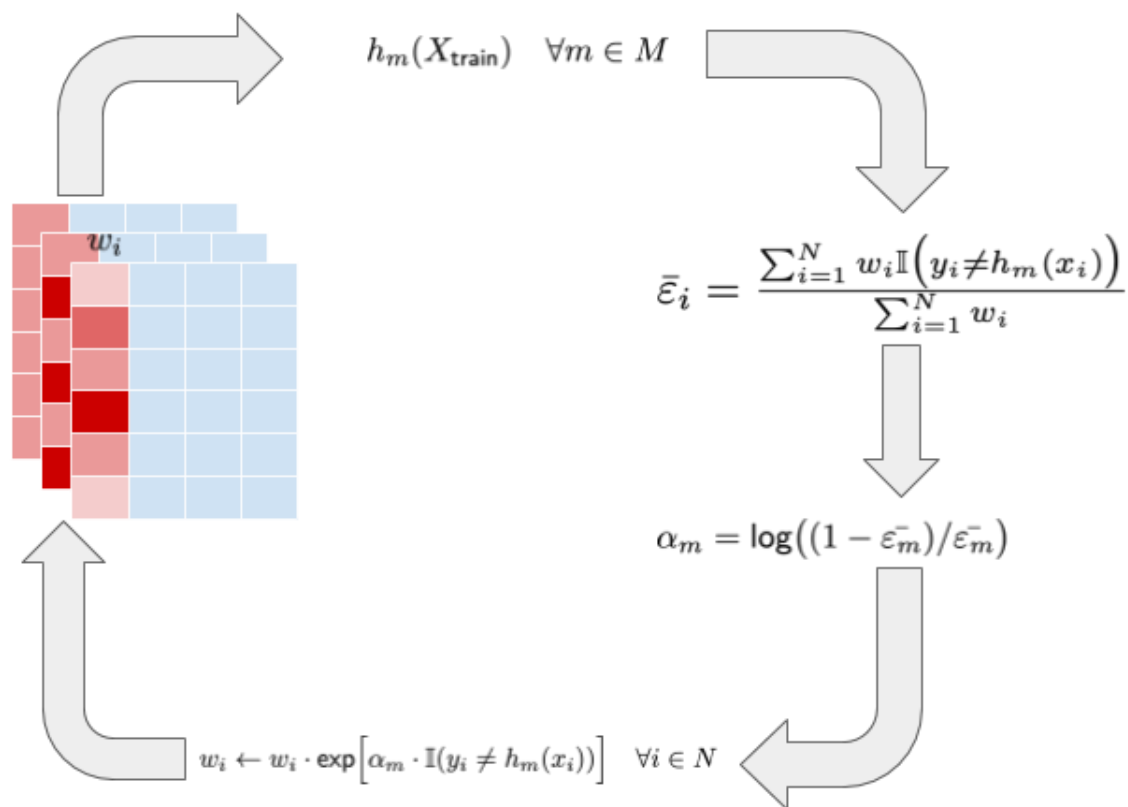 h_m(X_train) ∀m ∈ M
w_i
ε̄_i = ∑_{i=1}^N w_i 𝕀(y_i≠h_m(x_i)) / ∑_{i=1}^N w_i
α_m = log((1 − ε̄_m)/ε̄_m)
w_i ← w_i · exp[α_m · 𝕀(y_i ≠ h_m(x_i))] ∀i ∈ N